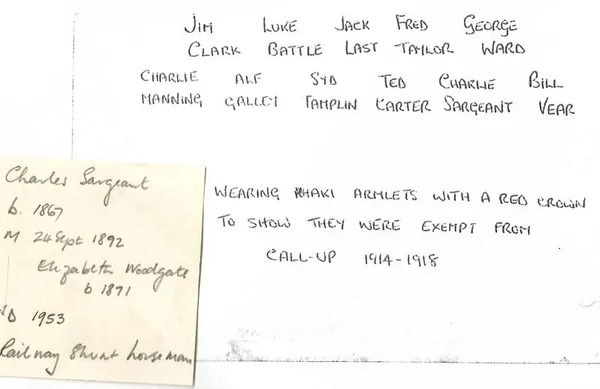 JIM LUKE JACK FRED GEORGE
CLARK BATTLE LAST TAYLOR WARD
CHARLIE ALF SYD TED CHARLIE BILL
MANNING GALLEY TAMPLIN CARTER SARGEANT VEAR
WEARING KHAKI ARMLETS WITH A RED CROWN
TO SHOW THEY WERE EXEMPT FROM
CALL-UP 1914-1918
Charles Sargeant
b. 1867
M 24 Sept 1892
Elizabeth Woodgate
b 1871
D 1953
Railway Shunt horseman